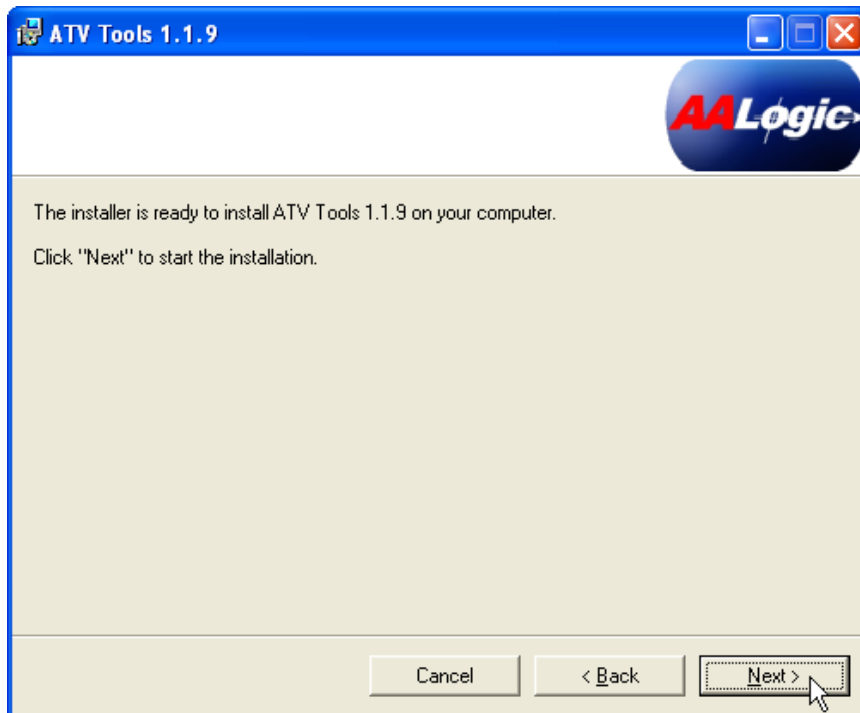 ATV Tools 1.1.9
AALogic
The installer is ready to install ATV Tools 1.1.9 on your computer.
Click "Next" to start the installation.
Cancel
< Back
Next >